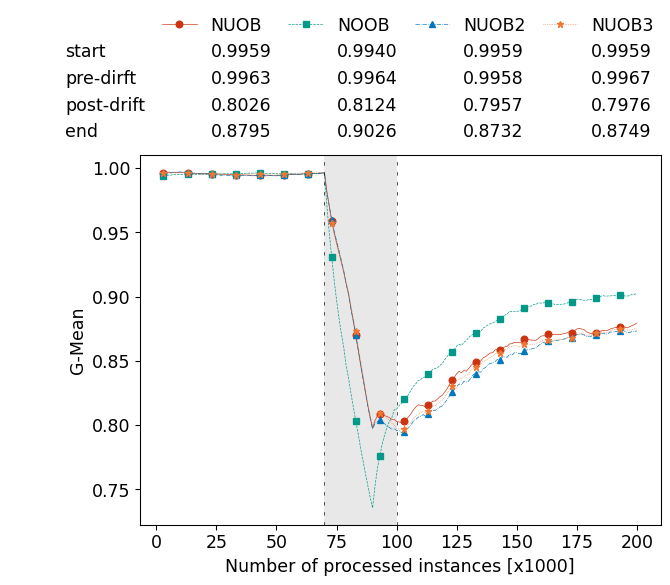 NUOB NOOB NUOB2 NUOB3
start 0.9959 0.9940 0.9959 0.9959
pre-dirft 0.9963 0.9964 0.9958 0.9967
post-drift 0.8026 0.8124 0.7957 0.7976
end 0.8795 0.9026 0.8732 0.8749
1.00
0.95
0.90
0.85
0.80
0.75
G-Mean
0 25 50 75 100 125 150 175 200
Number of processed instances [x1000]